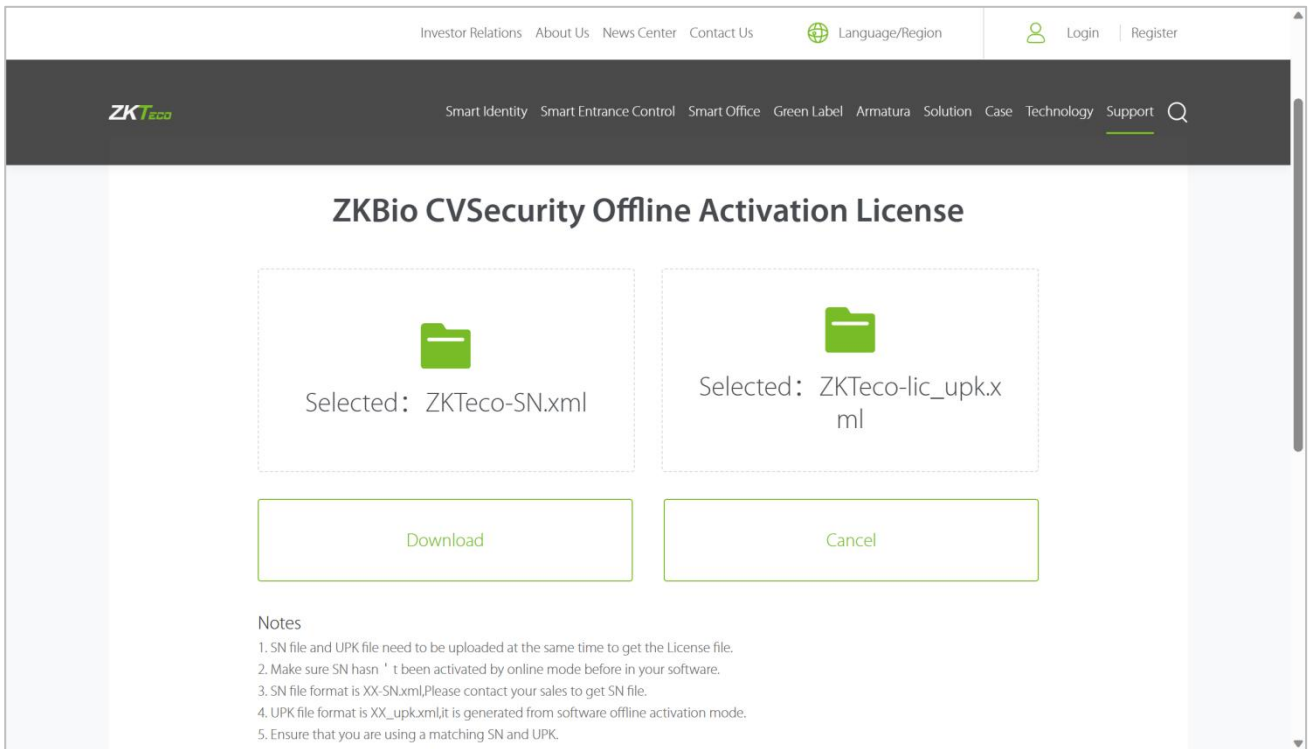 Investor Relations About Us News Center Contact Us Language/Region Login Register
ZKTECO Smart Identity Smart Entrance Control Smart Office Green Label Armatura Solution Case Technology Support
ZKBio CVSecurity Offline Activation License
Selected：ZKTeco-SN.xml
Selected：ZKTeco-lic_upk.x
ml
Download Cancel
Notes
1. SN file and UPK file need to be uploaded at the same time to get the License file.
2. Make sure SN hasn ' t been activated by online mode before in your software.
3. SN file format is XX-SN.xml,Please contact your sales to get SN file.
4. UPK file format is XX_upk.xml,it is generated from software offline activation mode.
5. Ensure that you are using a matching SN and UPK.